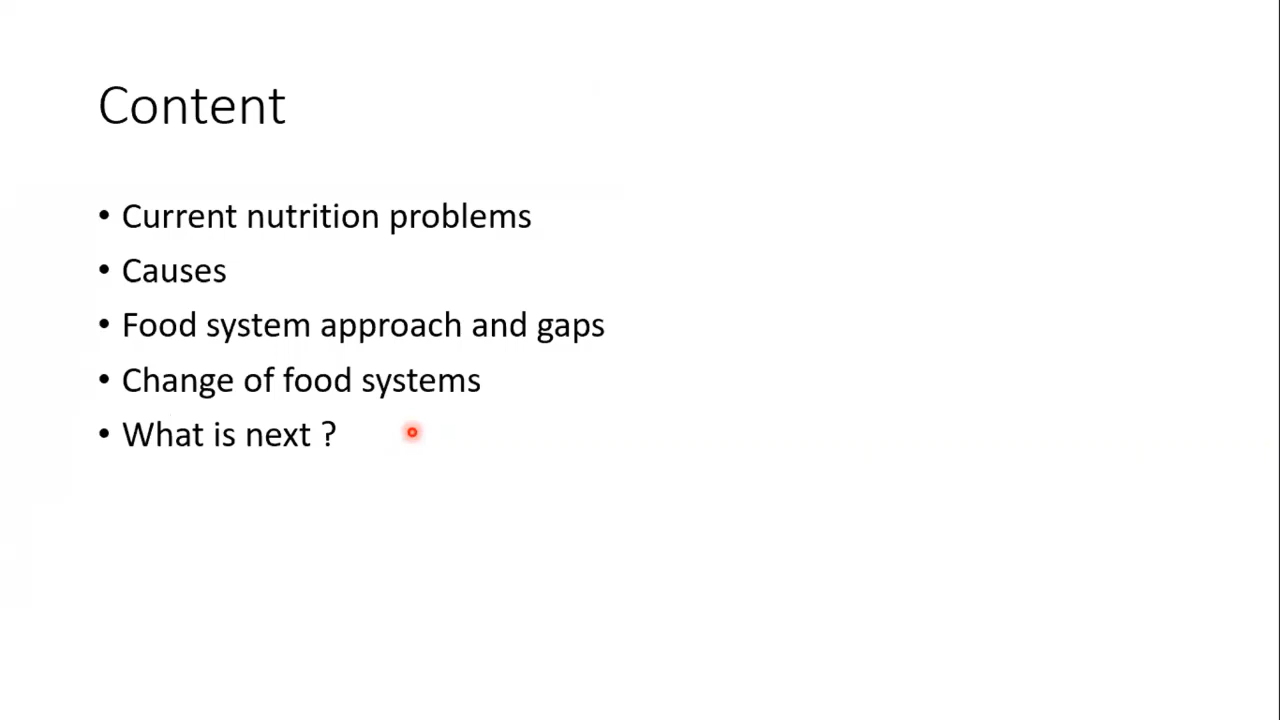 Content
• Current nutrition problems
• Causes
• Food system approach and gaps
• Change of food systems
• What is next ?